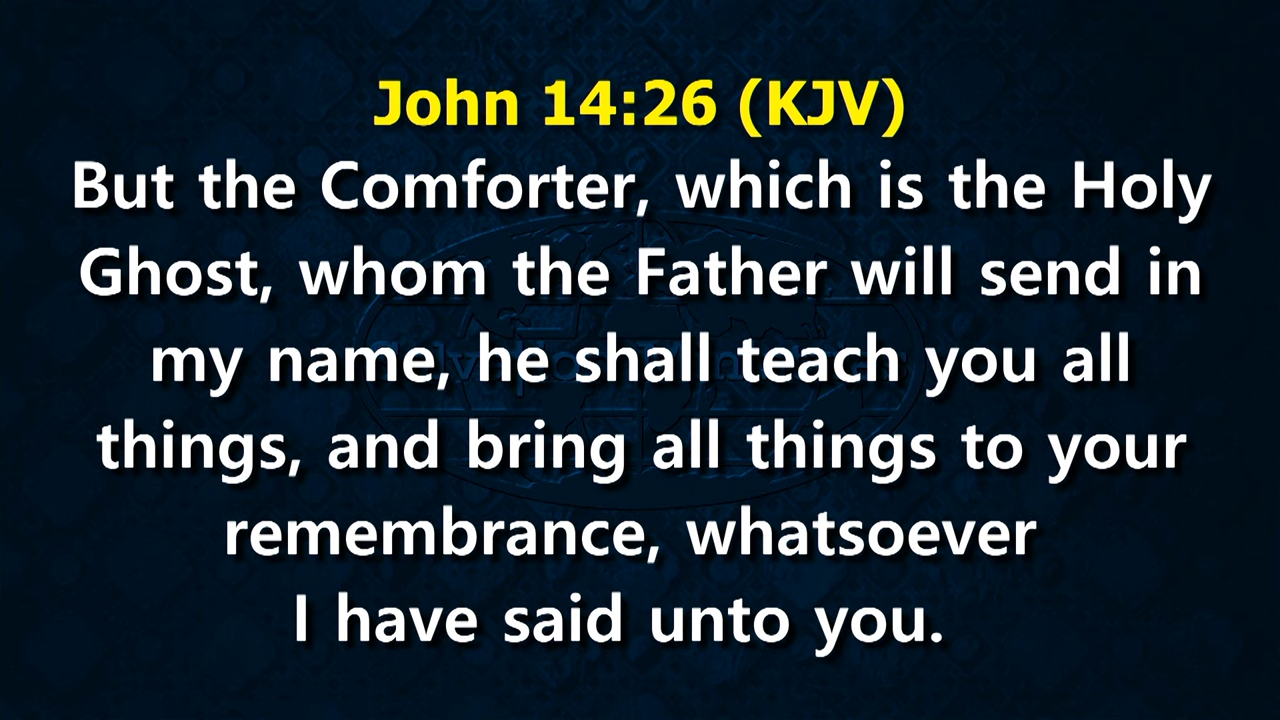 John 14:26 (KJV)
But the Comforter, which is the Holy
Ghost, whom the Father will send in
my name, he shall teach you all
things, and bring all things to your
remembrance, whatsoever
I have said unto you.